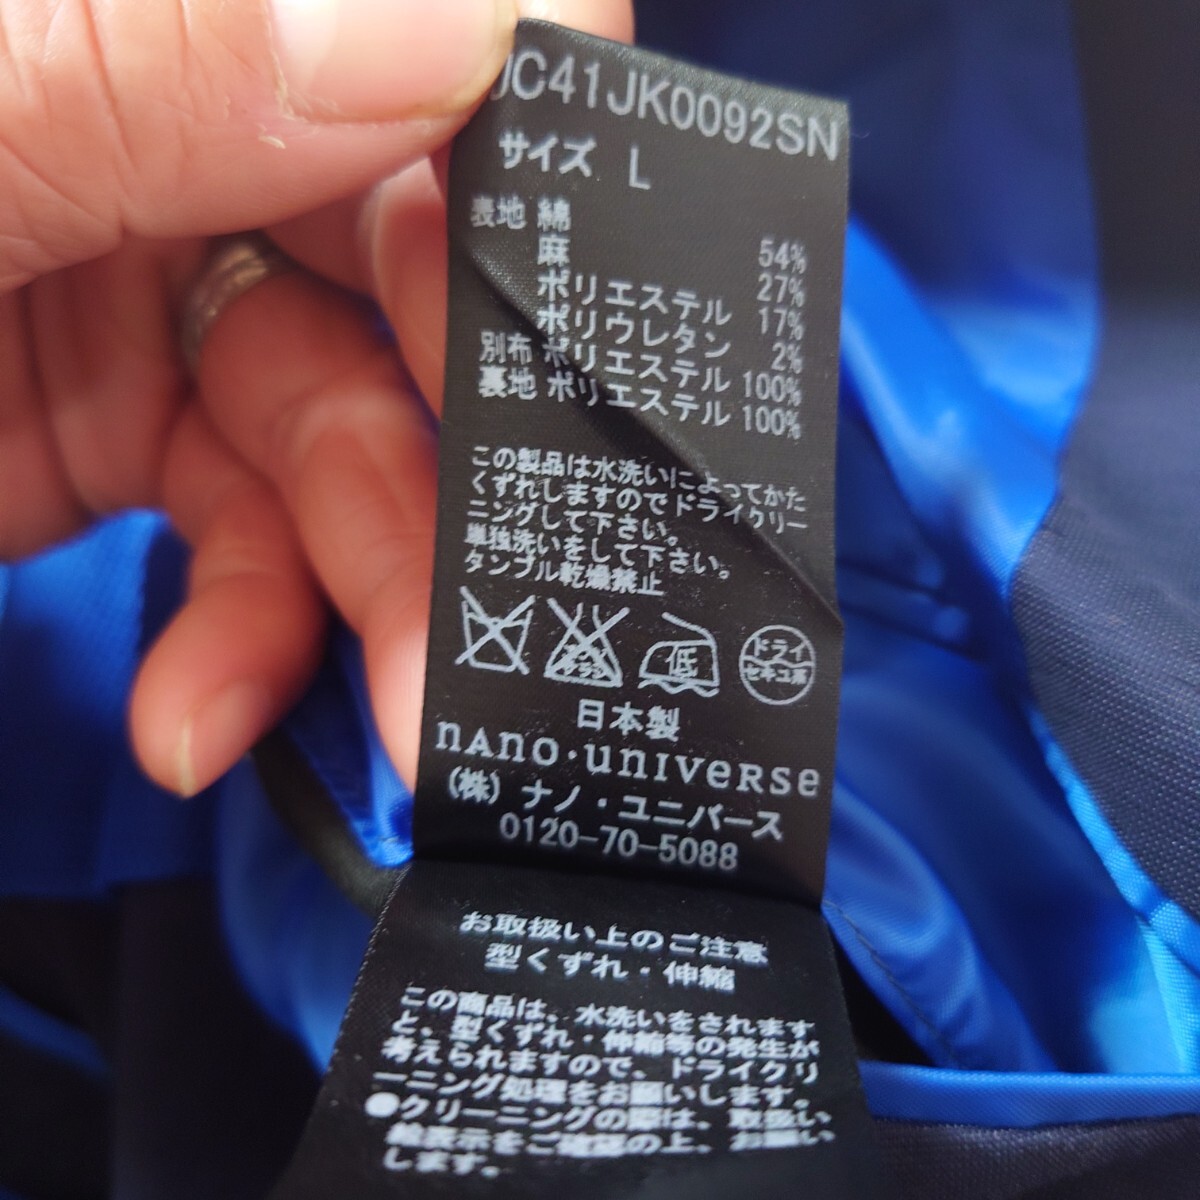 JC41JK0092SN
サイズ L
表地 綿 54%
麻 27%
ポリエステル 17%
ポリウレタン 2%
別布 ポリエステル 100%
裏地 ポリエステル 100%
この製品は水洗いによってかた
くずれしますのでドライクリー
ニングして下さい。
単独洗いをして下さい。
タンブル乾燥禁止
低
ドライ
セキユ系
日本製
nano・universe
(株) ナノ・ユニバース
0120-70-5088
お取扱い上のご注意
型くずれ・伸縮
この商品は、水洗いをされます
と、型くずれ・伸縮等の発生が
考えられますので、ドライクリ
ーニング処理をお願いします。
●クリーニングの際は、取扱い
絵表示をご確認の上、お願い
します。